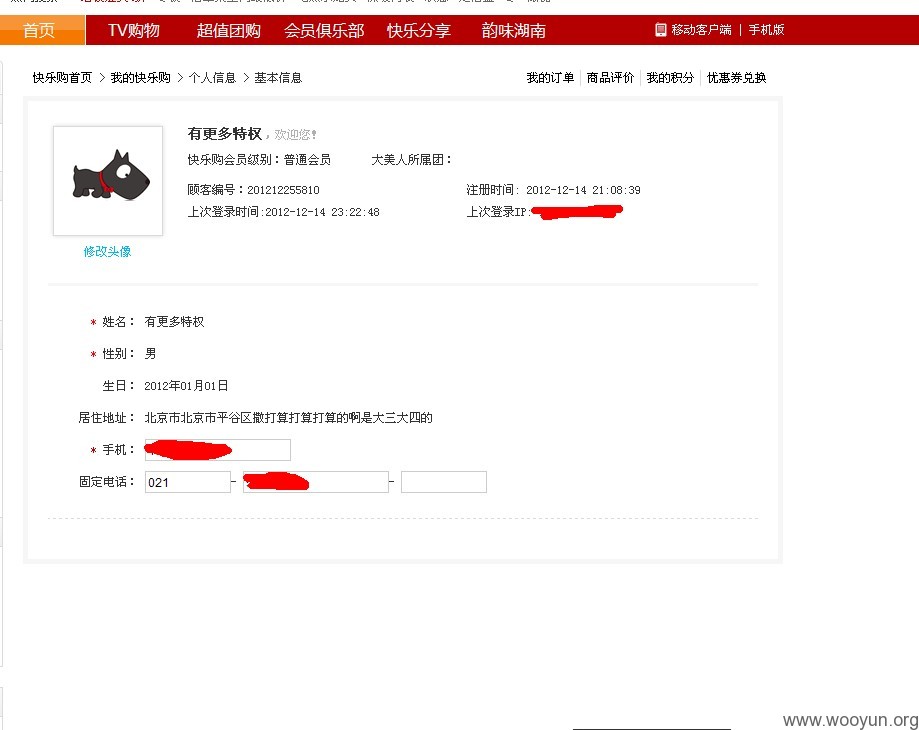 首页 TV购物 超值团购 会员俱乐部 快乐分享 韵味湖南 移动客户端 | 手机版
快乐购首页 > 我的快乐购 > 个人信息 > 基本信息 我的订单 商品评价 我的积分 优惠券兑换
有更多特权，欢迎您！
快乐购会员级别：普通会员 大美人所属团：
顾客编号：201212255810 注册时间: 2012-12-14 21:08:39
上次登录时间:2012-12-14 23:22:48 上次登录IP:
修改头像
* 姓名： 有更多特权
* 性别： 男
生日： 2012年01月01日
居住地址： 北京市北京市平谷区撒打算打算打算的啊是大三大四的
* 手机：
固定电话： 021 - -
www.wooyun.org